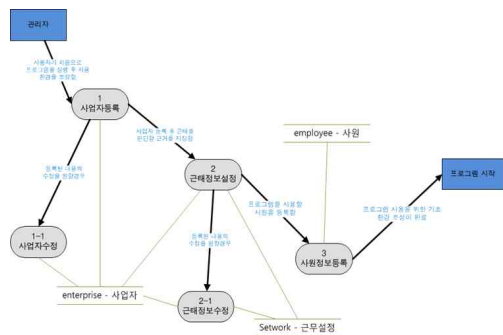 관리자
사용자가 처음으로
프로그램을 실행 후 사용
환경을 설정함
1
사업자등록
사업자 등록 후 근태를
판단할 근거를 지정함
employee - 사원
등록된 내용의
수정을 원할경우
2
근태정보설정
프로그램 시작
프로그램을 사용할
사원을 등록함
프로그램 사용을 위한 기초
환경 구성이 완료
1-1
사업자수정
등록된 내용의
수정을 원할경우
3
사원정보등록
enterprise - 사업자
2-1
근태정보수정
Setwork - 근무설정